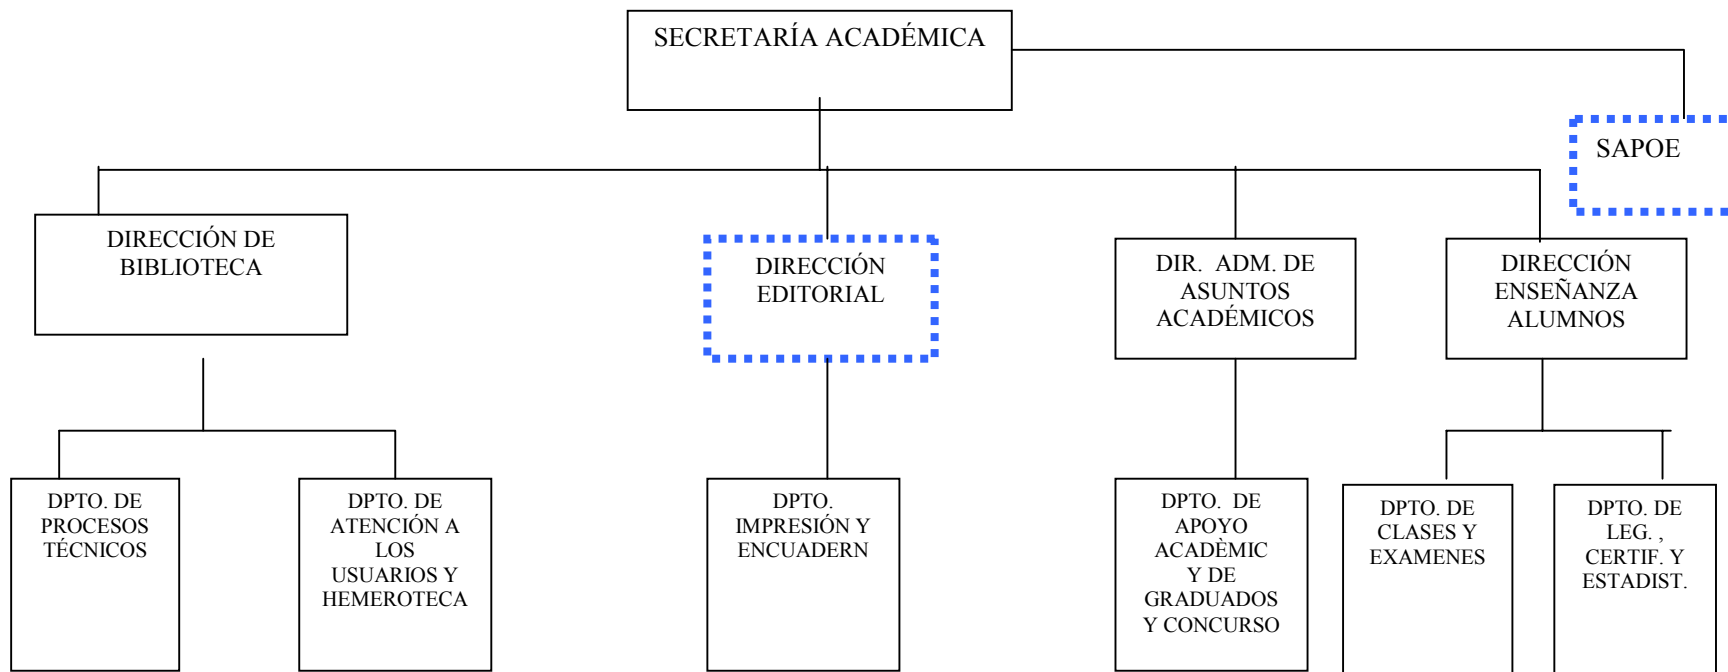 SECRETARÍA ACADÉMICA
SAPOE
DIRECCIÓN DE
BIBLIOTECA
DIRECCIÓN
EDITORIAL
DIR. ADM. DE
ASUNTOS
ACADÉMICOS
DIRECCIÓN
ENSEÑANZA
ALUMNOS
DPTO. DE
PROCESOS
TÉCNICOS
DPTO. DE
ATENCIÓN A
LOS
USUARIOS Y
HEMEROTECA
DPTO.
IMPRESIÓN Y
ENCUADERN
DPTO. DE
APOYO
ACADÈMIC
Y DE
GRADUADOS
Y CONCURSO
DPTO. DE
CLASES Y
EXAMENES
DPTO. DE
LEG. ,
CERTIF. Y
ESTADIST.